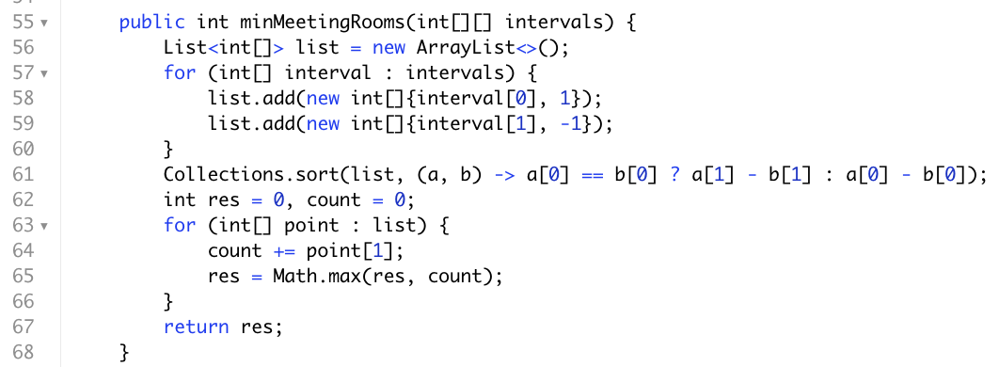 55 public int minMeetingRooms(int[][] intervals) {
56 List<int[]> list = new ArrayList<>();
57 for (int[] interval : intervals) {
58 list.add(new int[]{interval[0], 1});
59 list.add(new int[]{interval[1], -1});
60 }
61 Collections.sort(list, (a, b) -> a[0] == b[0] ? a[1] - b[1] : a[0] - b[0]);
62 int res = 0, count = 0;
63 for (int[] point : list) {
64 count += point[1];
65 res = Math.max(res, count);
66 }
67 return res;
68 }